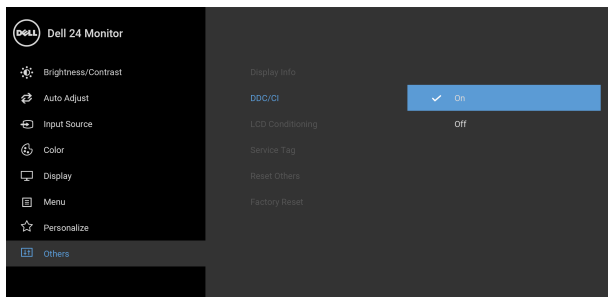 DELL
Dell 24 Monitor
Brightness/Contrast
Auto Adjust
Input Source
Color
Display
Menu
Personalize
Others
Display Info
DDC/CI
LCD Conditioning
Service Tag
Reset Others
Factory Reset
On
Off